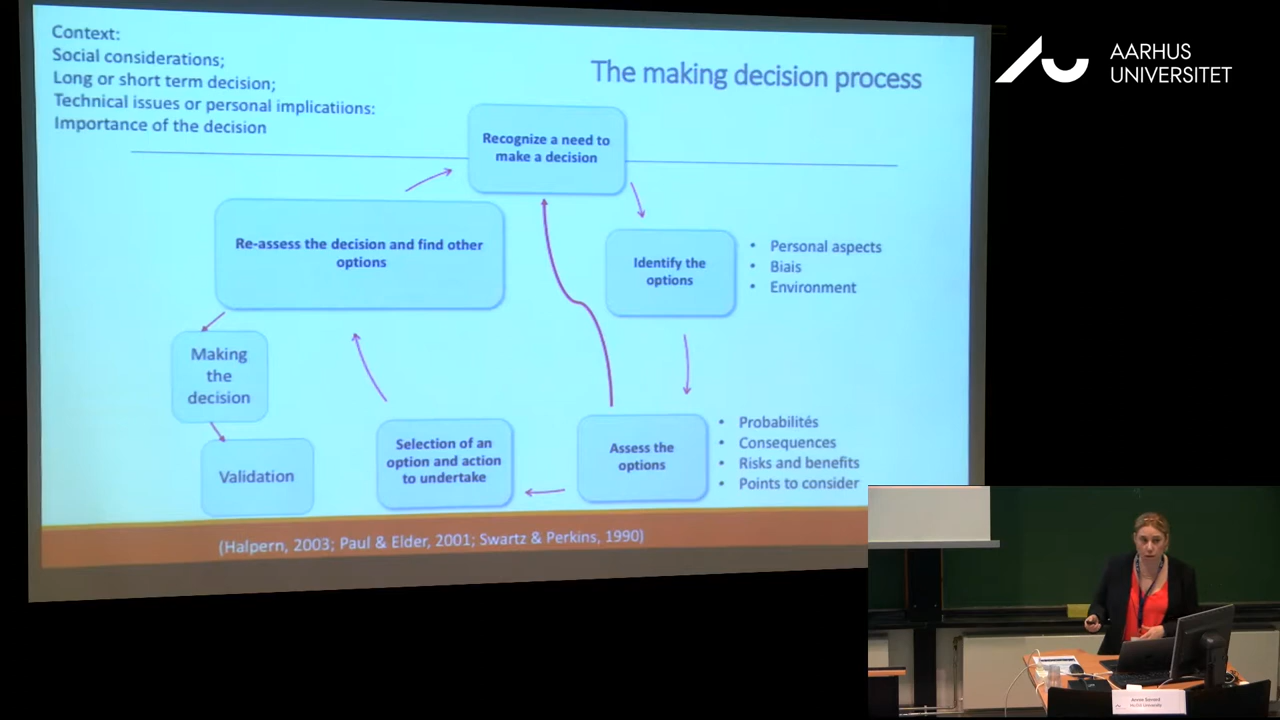 Context:
Social considerations;
Long or short term decision;
Technical issues or personal implicatiions:
Importance of the decision
The making decision process
AARHUS
UNIVERSITET
Recognize a need to
make a decision
Re-assess the decision and find other
options
Identify the
options
• Personal aspects
• Biais
• Environment
Making
the
decision
Validation
Selection of an
option and action
to undertake
Assess the
options
• Probabilités
• Consequences
• Risks and benefits
• Points to consider
(Halpern, 2003; Paul & Elder, 2001; Swartz & Perkins, 1990)